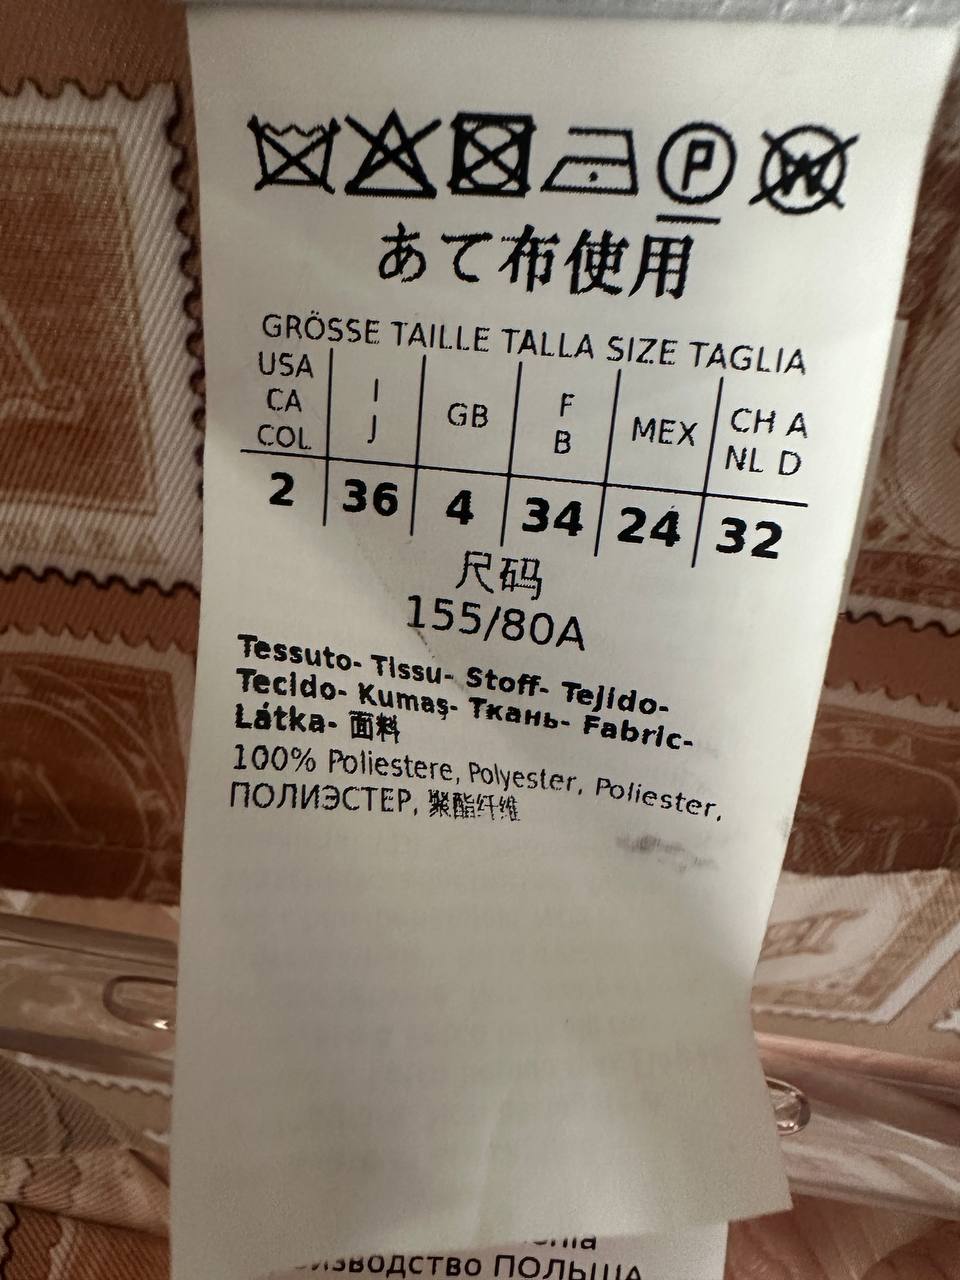 P W
あて布使用
GRÖSSE TAILLE TALLA SIZE TAGLIA
USA CA COL | I J | GB | F B | MEX | CH A NL D
2 | 36 | 4 | 34 | 24 | 32
尺码
155/80A
Tessuto- Tissu- Stoff- Tejido-
Tecido- Kumaş- Ткань- Fabric-
Látka- 面料
100% Poliestere, Polyester, Poliester,
ПОЛИЭСТЕР, 聚酯纤维
ПОЛЬША